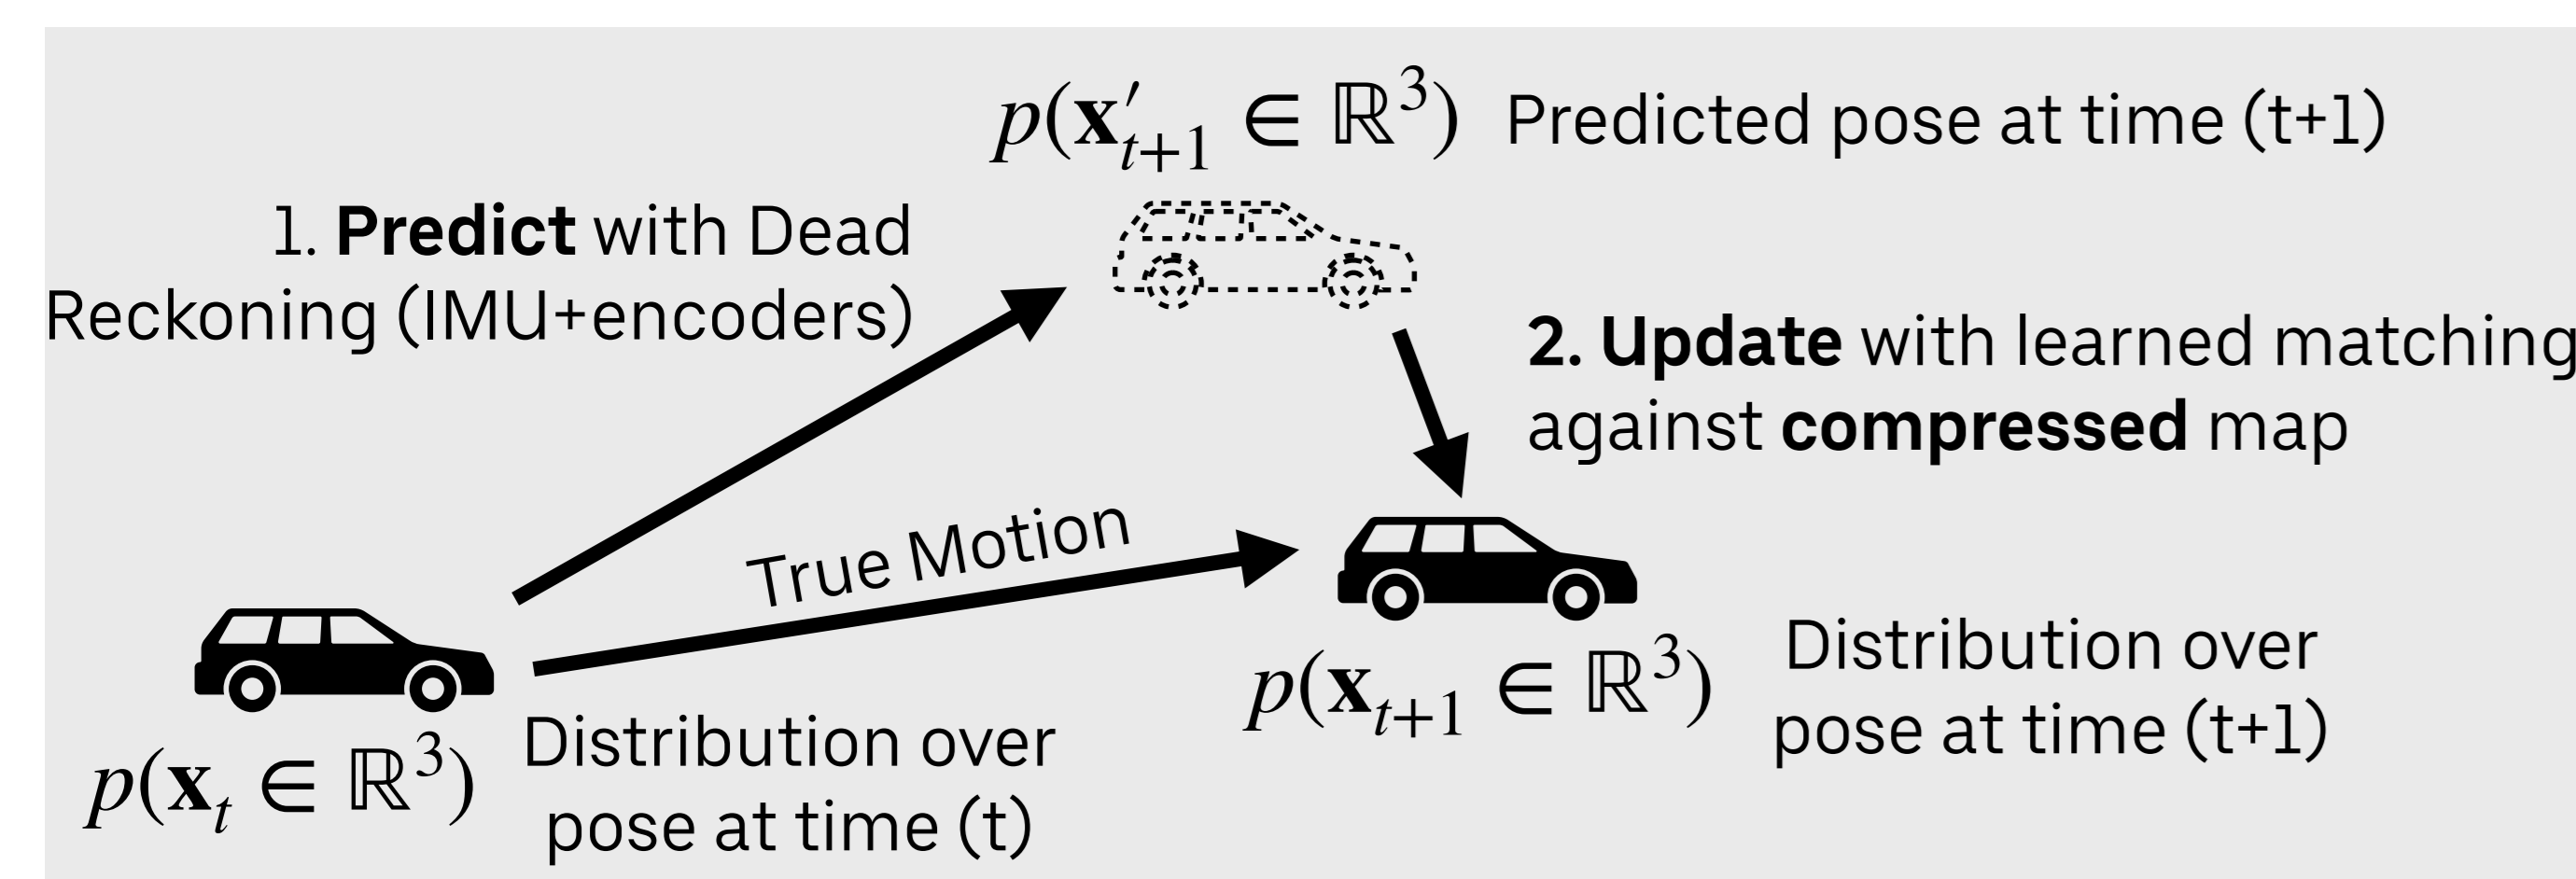 p(x′_{t+1} ∈ ℝ³) Predicted pose at time (t+1)
1. Predict with Dead
Reckoning (IMU+encoders)
2. Update with learned matching
against compressed map
True Motion
p(x_t ∈ ℝ³)
Distribution over
pose at time (t)
p(x_{t+1} ∈ ℝ³)
Distribution over
pose at time (t+1)